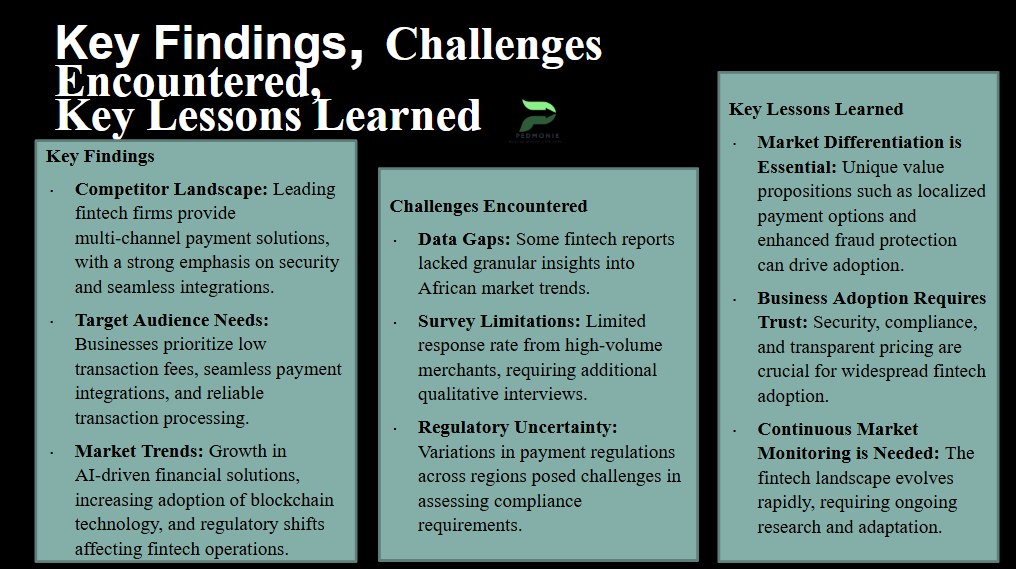 Key Findings, Challenges
Encountered,
Key Lessons Learned
PEDMONIE
Key Findings
· Competitor Landscape: Leading
fintech firms provide
multi-channel payment solutions,
with a strong emphasis on security
and seamless integrations.
· Target Audience Needs:
Businesses prioritize low
transaction fees, seamless payment
integrations, and reliable
transaction processing.
· Market Trends: Growth in
AI-driven financial solutions,
increasing adoption of blockchain
technology, and regulatory shifts
affecting fintech operations.
Challenges Encountered
· Data Gaps: Some fintech reports
lacked granular insights into
African market trends.
· Survey Limitations: Limited
response rate from high-volume
merchants, requiring additional
qualitative interviews.
· Regulatory Uncertainty:
Variations in payment regulations
across regions posed challenges in
assessing compliance
requirements.
Key Lessons Learned
· Market Differentiation is
Essential: Unique value
propositions such as localized
payment options and
enhanced fraud protection
can drive adoption.
· Business Adoption Requires
Trust: Security, compliance,
and transparent pricing are
crucial for widespread fintech
adoption.
· Continuous Market
Monitoring is Needed: The
fintech landscape evolves
rapidly, requiring ongoing
research and adaptation.